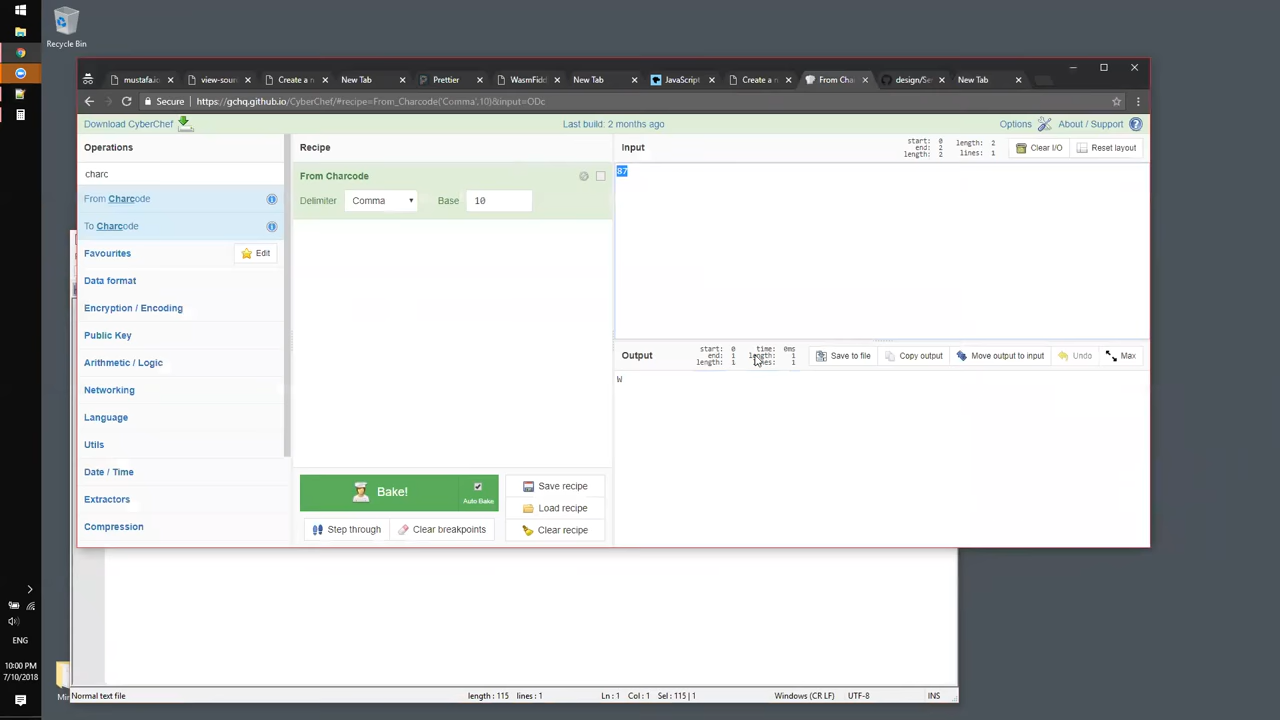 Recycle Bin
mustafa.i
view-sour
Create a n
New Tab
Prettier
WasmFidd
New Tab
JavaScript
Create a n
From Char
design/Se
New Tab
Secure https://gchq.github.io/CyberChef/#recipe=From_Charcode('Comma',10)&input=ODc
Download CyberChef
Last build: 2 months ago
Options
About / Support
Operations
Recipe
Input
start: 0
end: 2
length: 2
length: 2
lines: 1
Clear I/O
Reset layout
charc
From Charcode
To Charcode
Favourites
Edit
Data format
Encryption / Encoding
Public Key
Arithmetic / Logic
Networking
Language
Utils
Date / Time
Extractors
Compression
From Charcode
Delimiter Comma Base 10
87
Output
start: 0
end: 1
length: 1
time: 0ms
length: 1
lines: 1
Save to file
Copy output
Move output to input
Undo
Max
W
Bake!
Auto Bake
Step through
Clear breakpoints
Save recipe
Load recipe
Clear recipe
ENG
10:00 PM
7/10/2018
Normal text file
length : 115 lines : 1
Ln : 1 Col : 1 Sel : 115 | 1
Windows (CR LF)
UTF-8
INS